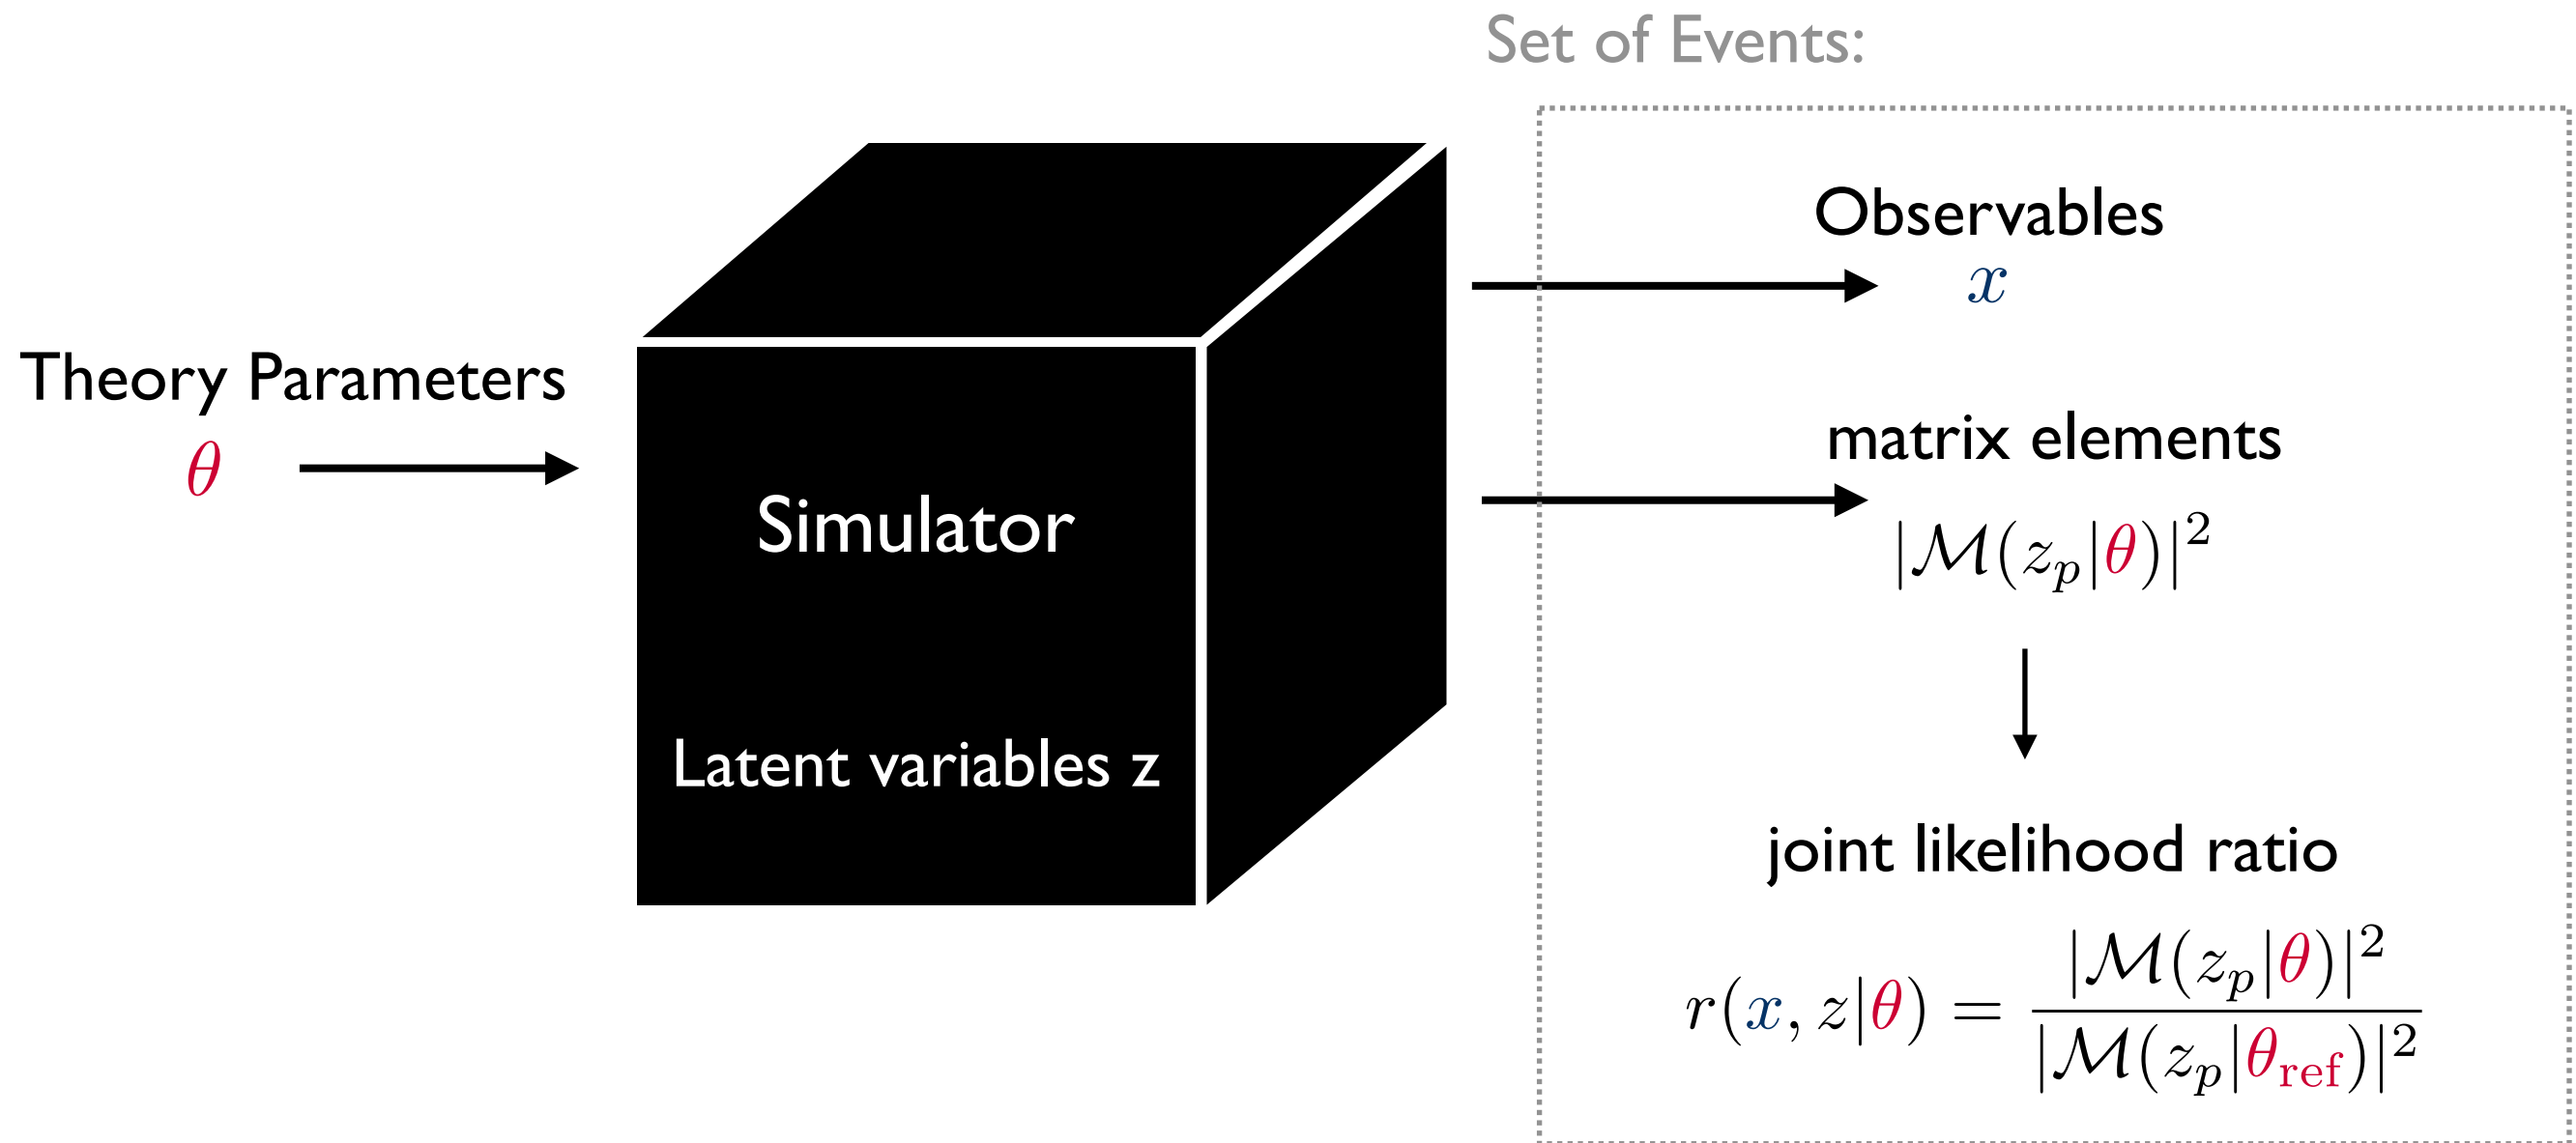 Set of Events:
Theory Parameters
θ
Simulator
Latent variables z
Observables
x
matrix elements
|ℳ(z_p|θ)|²
joint likelihood ratio
r(x, z|θ) = |ℳ(z_p|θ)|² / |ℳ(z_p|θ_ref)|²